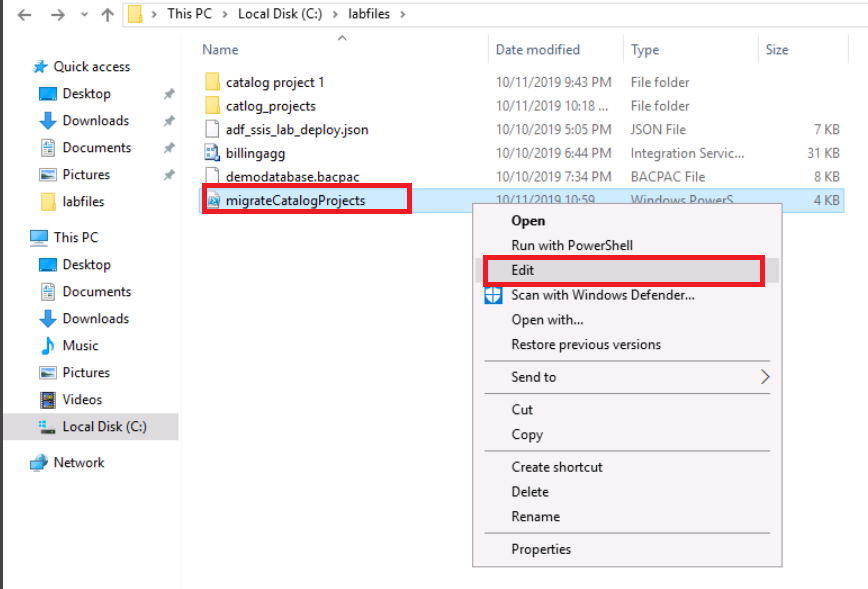 This PC > Local Disk (C:) > labfiles >
Name Date modified Type Size
Quick access
Desktop
Downloads
Documents
Pictures
labfiles
This PC
Desktop
Documents
Downloads
Music
Pictures
Videos
Local Disk (C:)
Network
catalog project 1 10/11/2019 9:43 PM File folder
catlog_projects 10/11/2019 10:18 ... File folder
adf_ssis_lab_deploy.json 10/10/2019 5:05 PM JSON File 7 KB
billingagg 10/10/2019 6:44 PM Integration Servic... 31 KB
demodatabase.bacpac 10/10/2019 7:34 PM BACPAC File 8 KB
migrateCatalogProjects 10/11/2019 10:59 Windows PowerS 4 KB
Open
Run with PowerShell
Edit
Scan with Windows Defender...
Open with...
Restore previous versions
Send to
Cut
Copy
Create shortcut
Delete
Rename
Properties